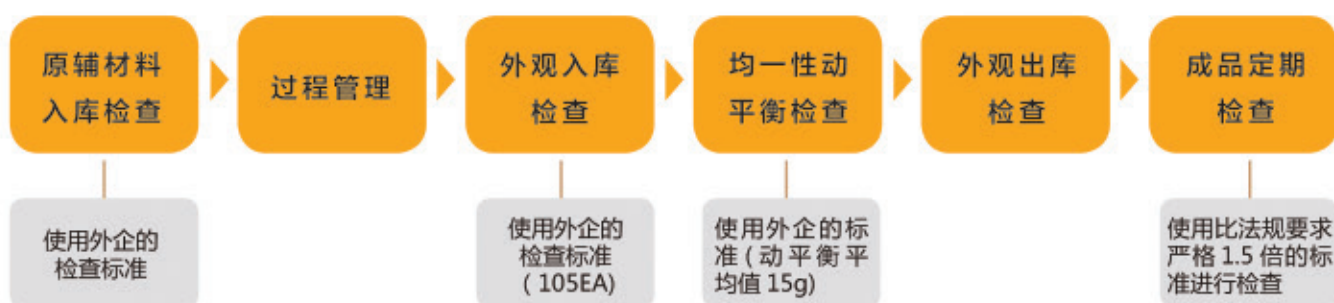 原辅材料
入库检查
过程管理
外观入库
检查
均一性动
平衡检查
外观出库
检查
成品定期
检查
使用外企的
检查标准
使用外企的
检查标准
( 105EA)
使用外企的标
准(动平衡平
均值 15g)
使用比法规要求
严格 1.5 倍的标
准进行检查